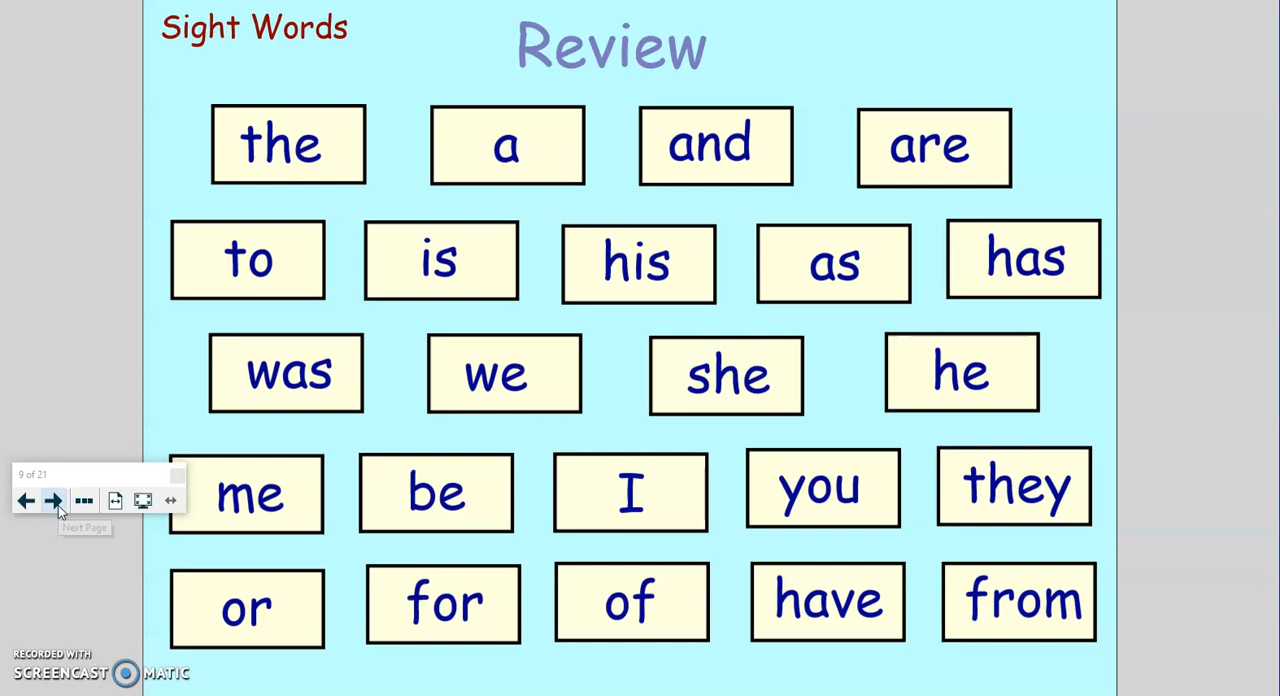 Sight Words
Review
the a and are
to is his as has
was we she he
9 of 21
me be I you they
Next Page
or for of have from
RECORDED WITH
SCREENCAST MATIC